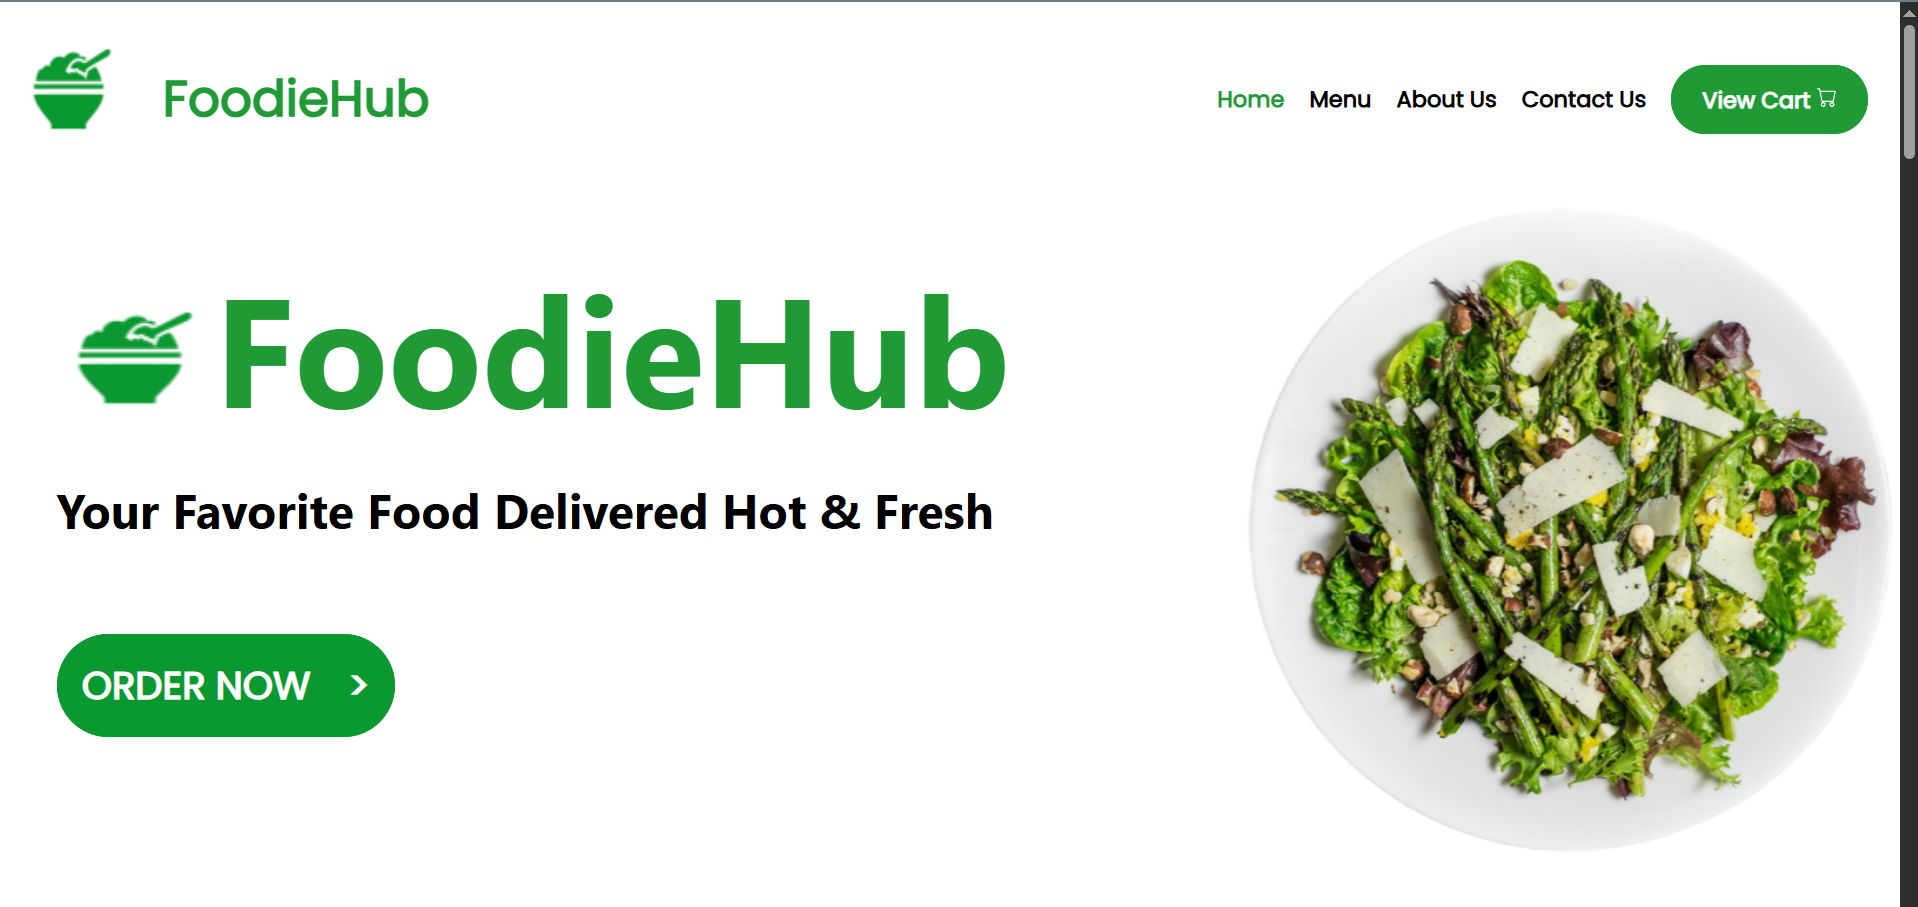 FoodieHub
Home Menu About Us Contact Us View Cart
FoodieHub
Your Favorite Food Delivered Hot & Fresh
ORDER NOW >